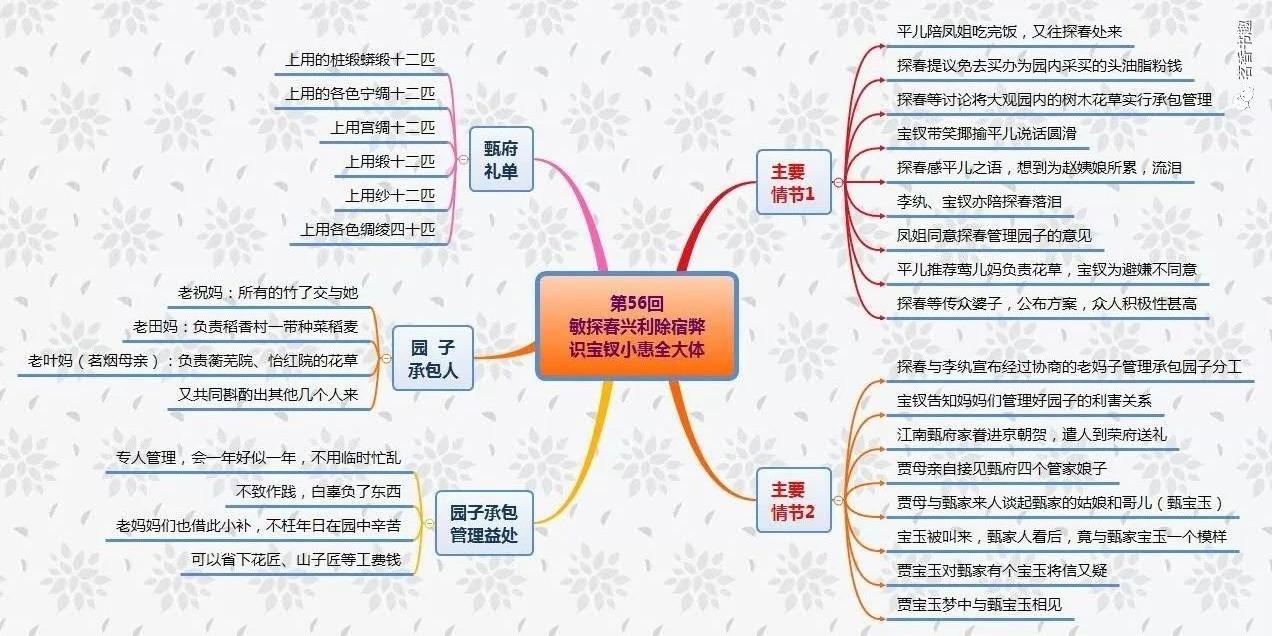 第56回
敏探春兴利除宿弊
识宝钗小惠全大体
主要
情节1
平儿陪凤姐吃完饭，又往探春处来
探春提议免去买办为园内采买的头油脂粉钱
探春等讨论将大观园内的树木花草实行承包管理
宝钗带笑揶揄平儿说话圆滑
探春感平儿之语，想到为赵姨娘所累，流泪
李纨、宝钗亦陪探春落泪
凤姐同意探春管理园子的意见
平儿推荐莺儿妈负责花草，宝钗为避嫌不同意
探春等传众婆子，公布方案，众人积极性甚高
主要
情节2
探春与李纨宣布经过协商的老妈子管理承包园子分工
宝钗告知妈妈们管理好园子的利害关系
江南甄府家眷进京朝贺，遣人到荣府送礼
贾母亲自接见甄府四个管家娘子
贾母与甄家来人谈起甄家的姑娘和哥儿（甄宝玉）
宝玉被叫来，甄家人看后，竟与甄家宝玉一个模样
贾宝玉对甄家有个宝玉将信又疑
贾宝玉梦中与甄宝玉相见
甄府
礼单
上用的桩缎蟒缎十二匹
上用的各色宁绸十二匹
上用宫绸十二匹
上用缎十二匹
上用纱十二匹
上用各色绸绫四十匹
园 子
承包人
老祝妈：所有的竹了交与她
老田妈：负责稻香村一带种菜稻麦
老叶妈（茗烟母亲）：负责蘅芜院、怡红院的花草
又共同斟酌出其他几个人来
园子承包
管理益处
专人管理，会一年好似一年，不用临时忙乱
不致作践，白辜负了东西
老妈妈们也借此小补，不枉年日在园中辛苦
可以省下花匠、山子匠等工费钱
名著书趣